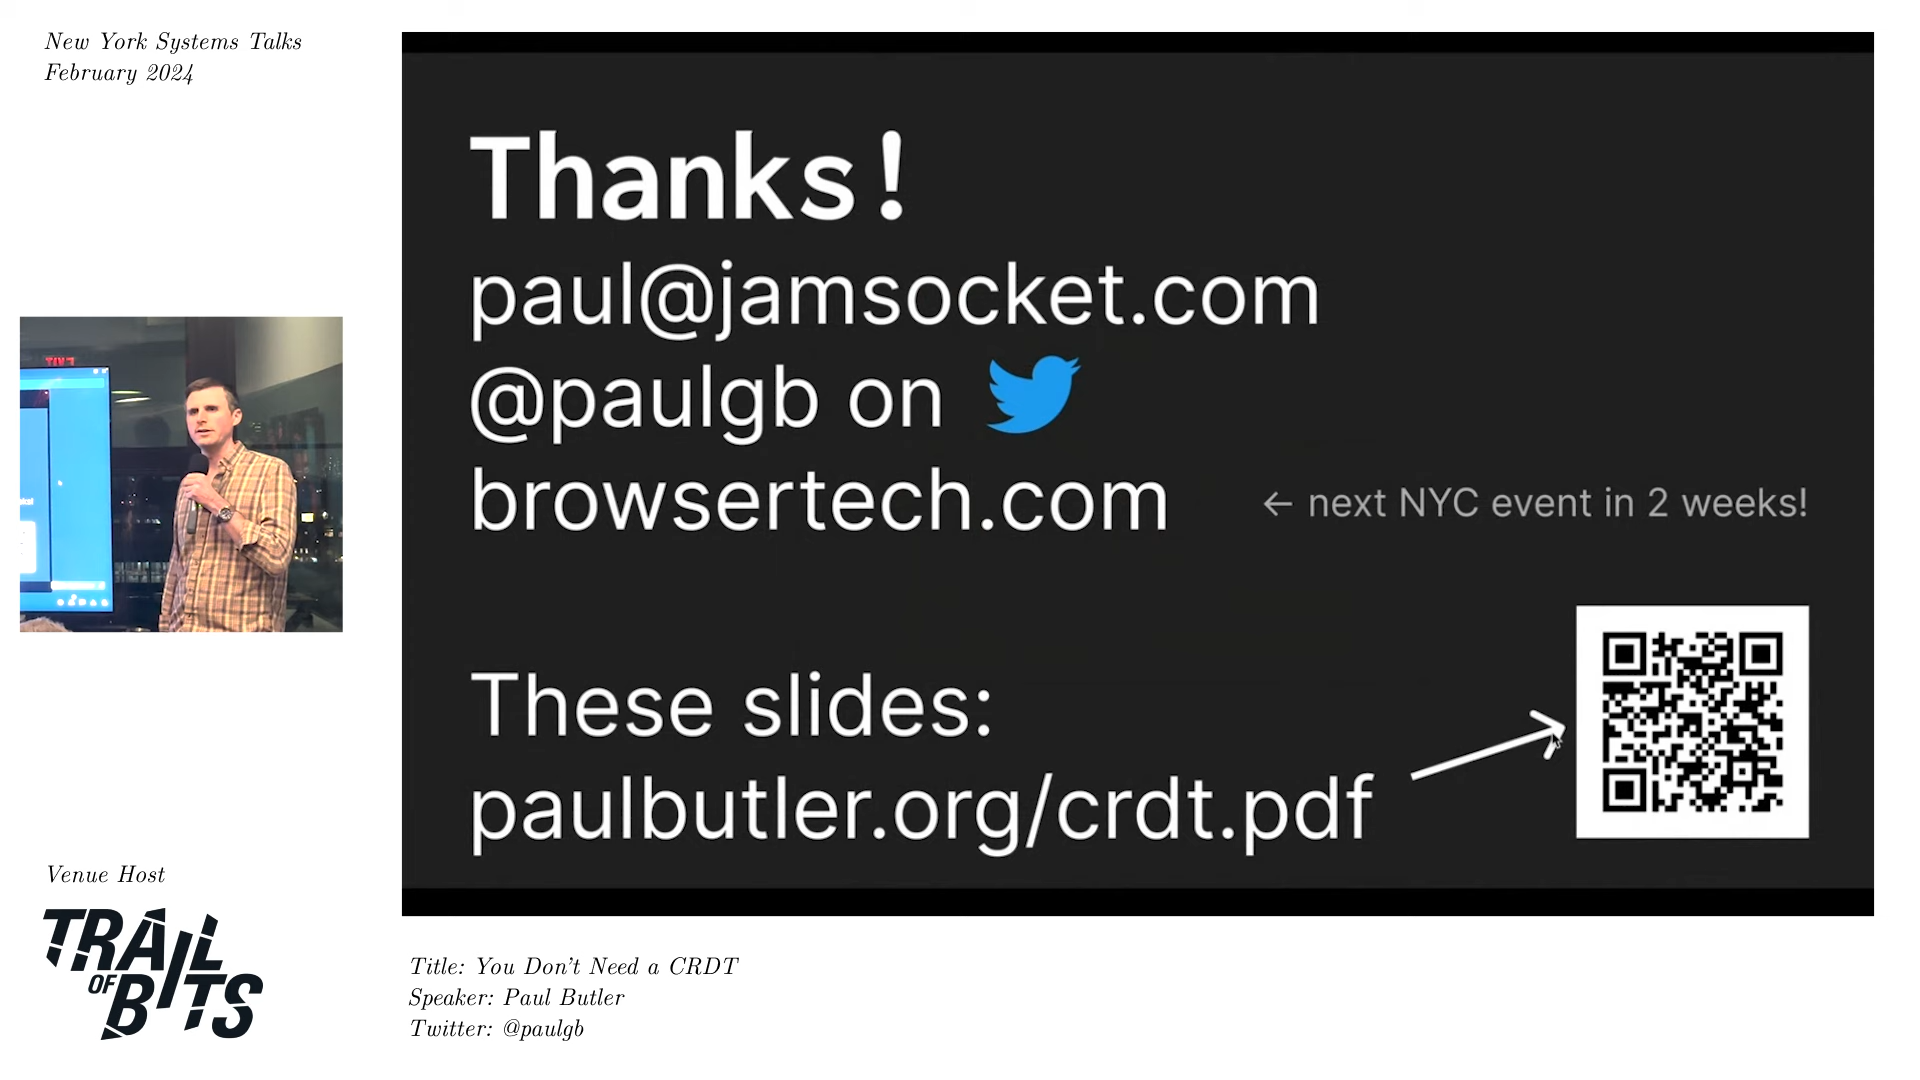 New York Systems Talks
February 2024
Thanks!
paul@jamsocket.com
@paulgb on
browsertech.com
← next NYC event in 2 weeks!
These slides:
paulbutler.org/crdt.pdf
EXIT
Venue Host
TRAIL
OF
BITS
Title: You Don't Need a CRDT
Speaker: Paul Butler
Twitter: @paulgb